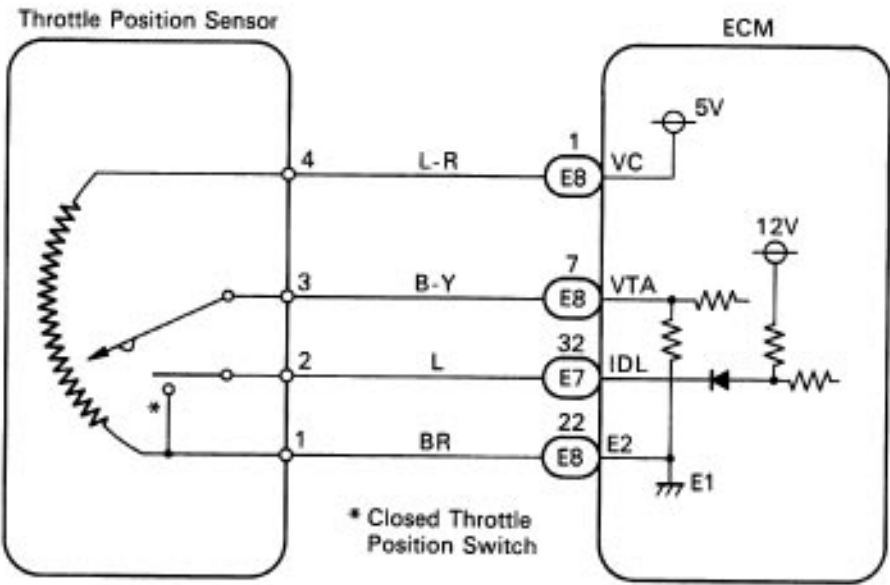 Throttle Position Sensor
ECM
5V
4 L-R 1 E8 VC
12V
3 B-Y 7 E8 VTA
2 L 32 E7 IDL
*
1 BR 22 E8 E2
E1
* Closed Throttle
Position Switch